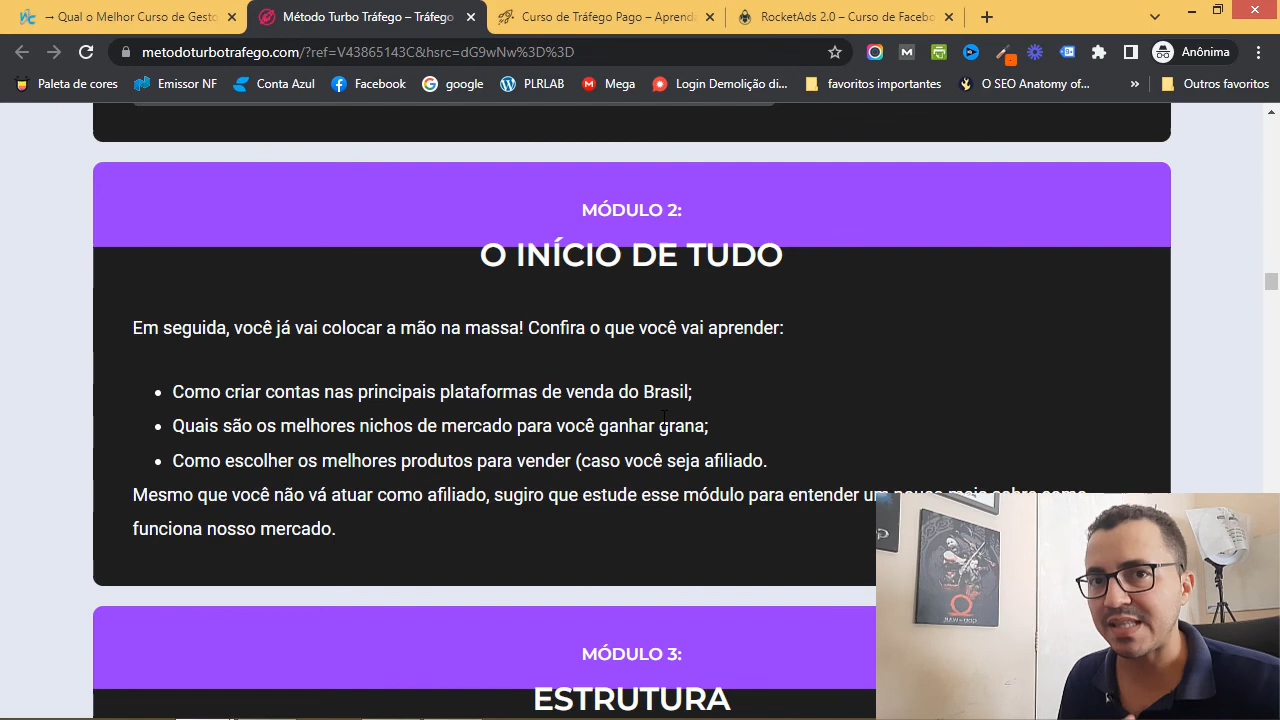 → Qual o Melhor Curso de Gesto
Método Turbo Tráfego – Tráfego
Curso de Tráfego Pago – Aprenda
RocketAds 2.0 – Curso de Facebo
metodoturbotrafego.com/?ref=V43865143C&hsrc=dG9wNw%3D%3D
Anônima
Paleta de cores
Emissor NF
Conta Azul
Facebook
google
PLRLAB
Mega
Login Demolição di...
favoritos importantes
O SEO Anatomy of...
»
Outros favoritos
MÓDULO 2:
O INÍCIO DE TUDO
Em seguida, você já vai colocar a mão na massa! Confira o que você vai aprender:
• Como criar contas nas principais plataformas de venda do Brasil;
• Quais são os melhores nichos de mercado para você ganhar grana;
• Como escolher os melhores produtos para vender (caso você seja afiliado.
Mesmo que você não vá atuar como afiliado, sugiro que estude esse módulo para entender um pouco mais sobre como
funciona nosso mercado.
MÓDULO 3:
ESTRUTURA